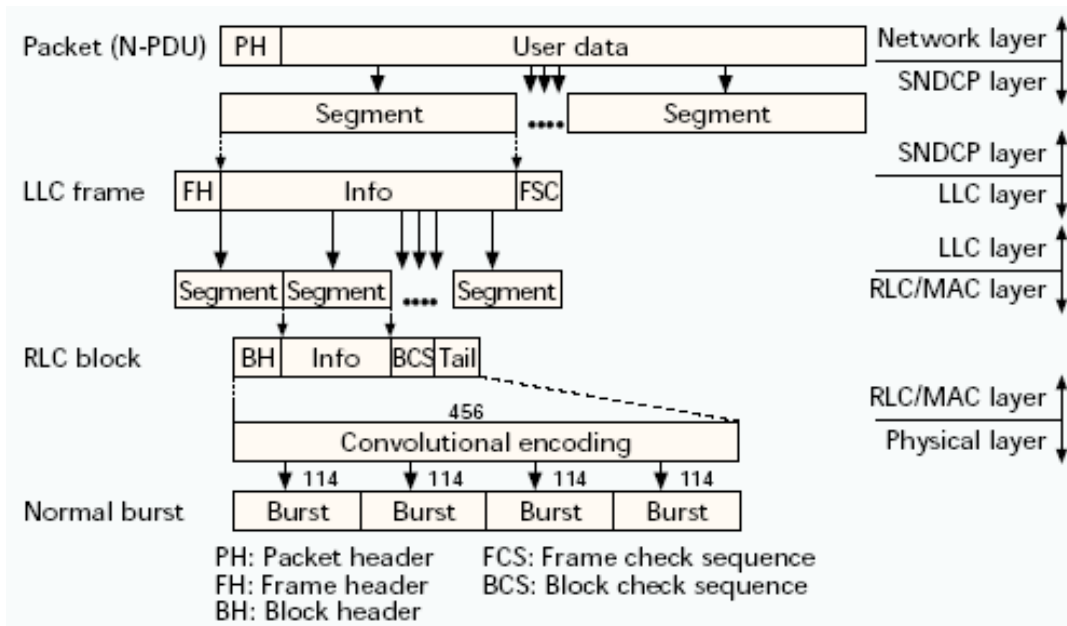 Packet (N-PDU) PH User data Network layer
SNDCP layer
Segment .... Segment
SNDCP layer
LLC frame FH Info FSC LLC layer
LLC layer
Segment Segment .... Segment RLC/MAC layer
RLC block BH Info BCS Tail
RLC/MAC layer
456
Convolutional encoding Physical layer
114 114 114 114
Normal burst Burst Burst Burst Burst
PH: Packet header FCS: Frame check sequence
FH: Frame header BCS: Block check sequence
BH: Block header